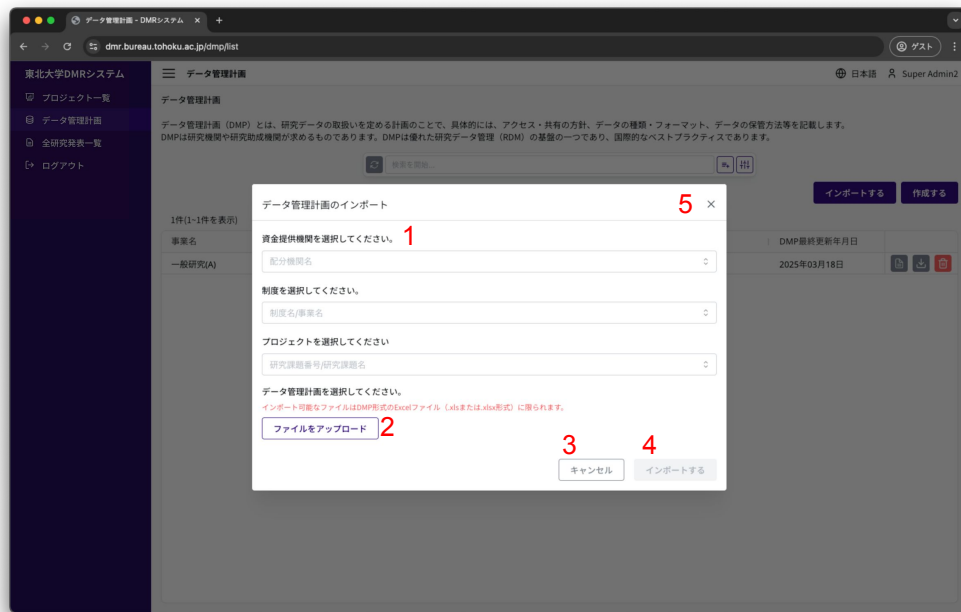 データ管理計画 - DMRシステム
dmr.bureau.tohoku.ac.jp/dmp/list
ゲスト
東北大学DMRシステム
データ管理計画
日本語
Super Admin2
プロジェクト一覧
データ管理計画
全研究発表一覧
ログアウト
データ管理計画
データ管理計画（DMP）とは、研究データの取扱いを定める計画のことで、具体的には、アクセス・共有の方針、データの種類・フォーマット、データの保管方法等を記載します。
DMPは研究機関や研究助成機関が求めるものであります。DMPは優れた研究データ管理（RDM）の基盤の一つであり、国際的なベストプラクティスであります。
検索を開始...
インポートする
作成する
1件(1~1件を表示)
事業名
DMP最終更新年月日
一般研究(A)
2025年03月18日
データ管理計画のインポート
5
資金提供機関を選択してください。 1
配分機関名
制度を選択してください。
制度名/事業名
プロジェクトを選択してください
研究課題番号/研究課題名
データ管理計画を選択してください。
インポート可能なファイルはDMP形式のExcelファイル（.xlsまたは.xlsx形式）に限られます。
ファイルをアップロード 2
3
4
キャンセル
インポートする